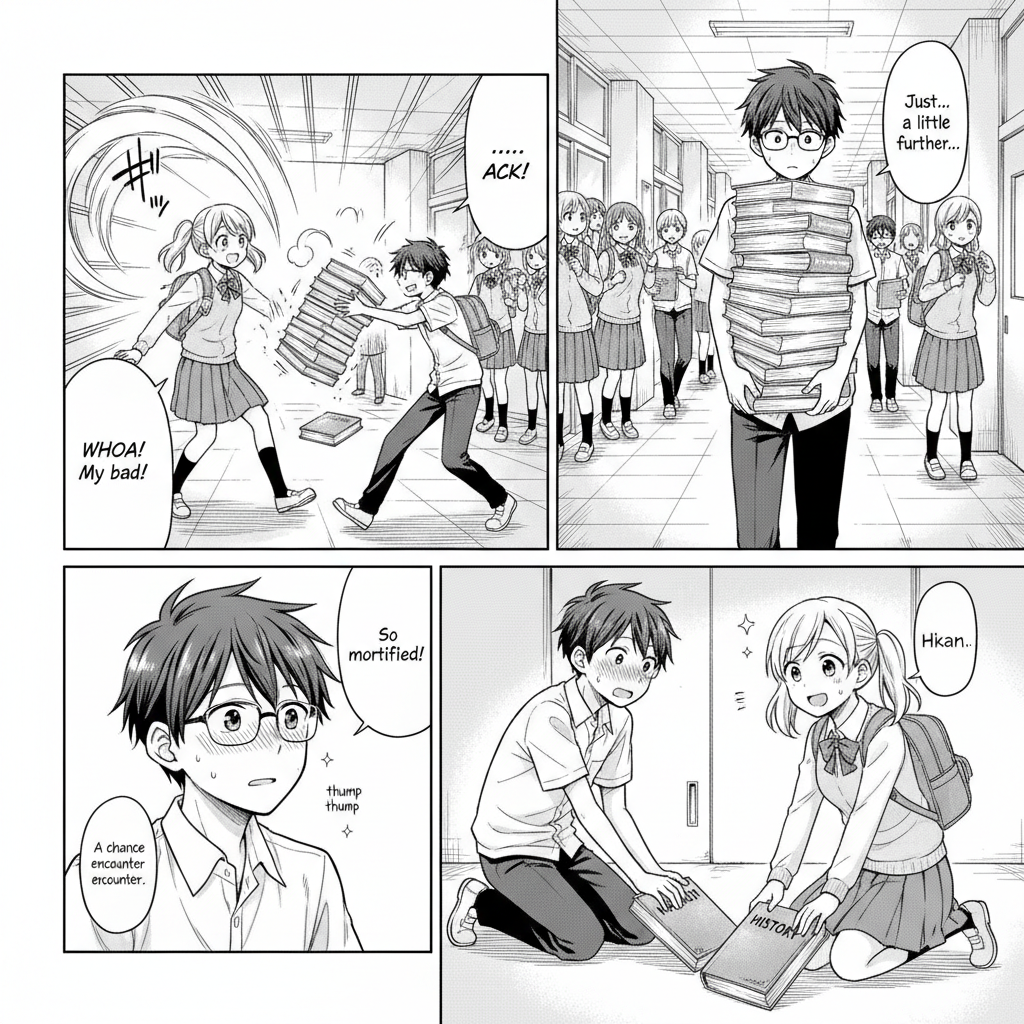 Just...
a little
further...
.....
ACK!
WHOA!
My bad!
Hkan..
HISTORY
So
mortified!
thump
thump
A chance
encounter
ercounter.